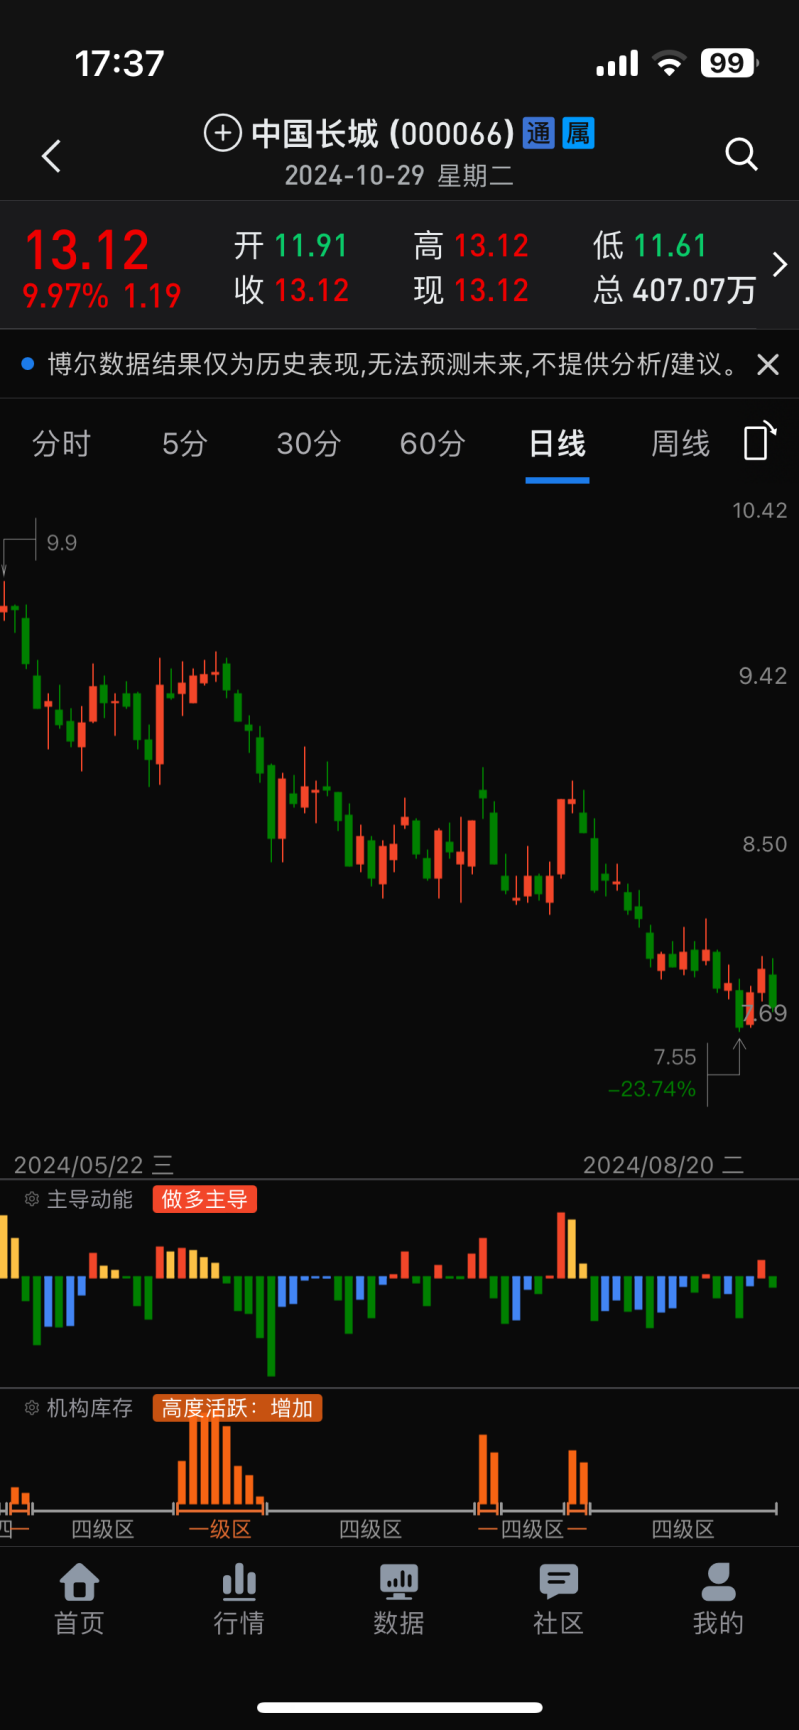 17:37
99
中国长城 (000066) 通 属
2024-10-29 星期二
13.12 开 11.91 高 13.12 低 11.61
9.97% 1.19 收 13.12 现 13.12 总 407.07万
博尔数据结果仅为历史表现,无法预测未来,不提供分析/建议。
分时 5分 30分 60分 日线 周线
10.42
9.9
9.42
8.50
7.69
7.55
-23.74%
2024/05/22 三 2024/08/20 二
主导动能 做多主导
机构库存 高度活跃：增加
四 一 四级区 一级区 四级区 一 四级区 一 四级区
首页 行情 数据 社区 我的